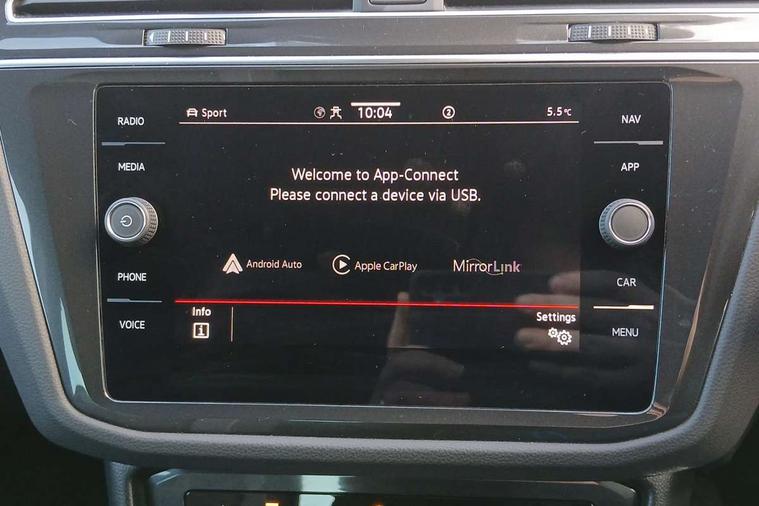 RADIO
MEDIA
PHONE
VOICE
Sport
10:04
2
5.5°C
Welcome to App-Connect
Please connect a device via USB.
Android Auto
Apple CarPlay
MirrorLink
Info
i
Settings
NAV
APP
CAR
MENU